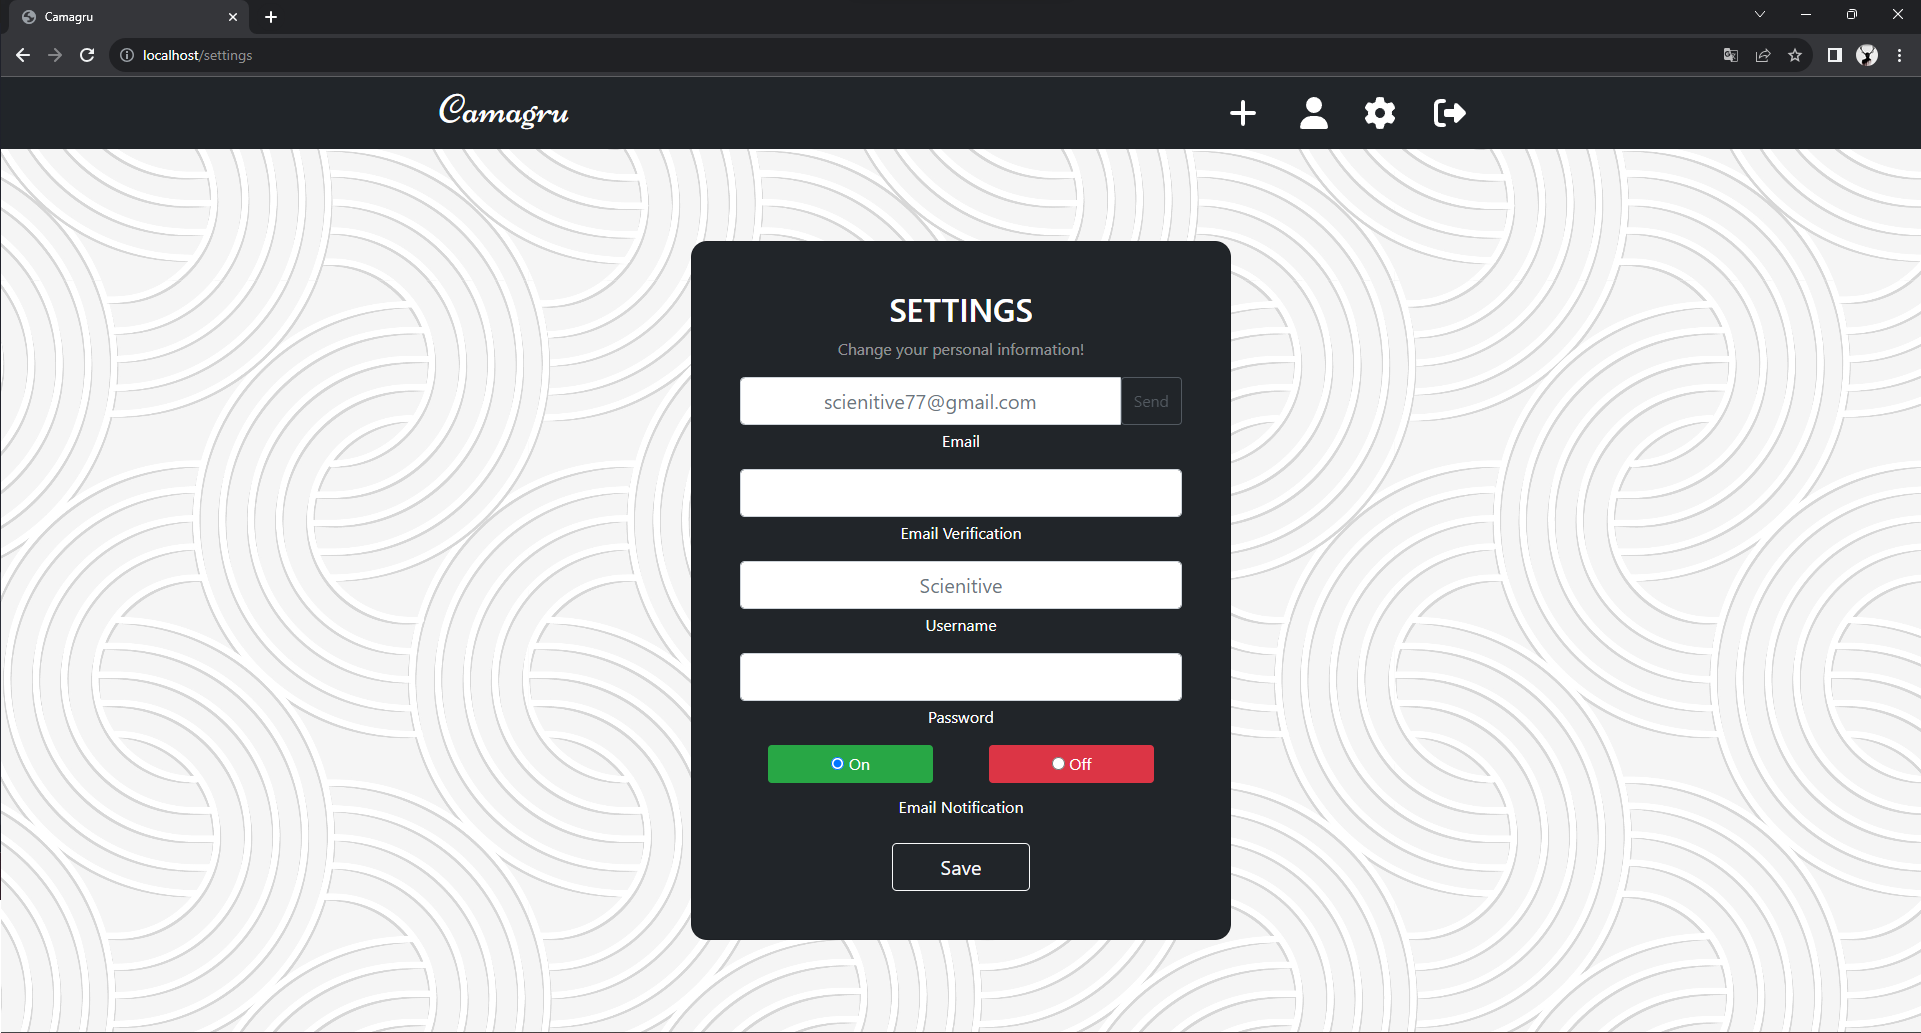 Camagru
localhost/settings
Camagru
SETTINGS
Change your personal information!
scienitive77@gmail.com Send
Email
Email Verification
Scienitive
Username
Password
On Off
Email Notification
Save